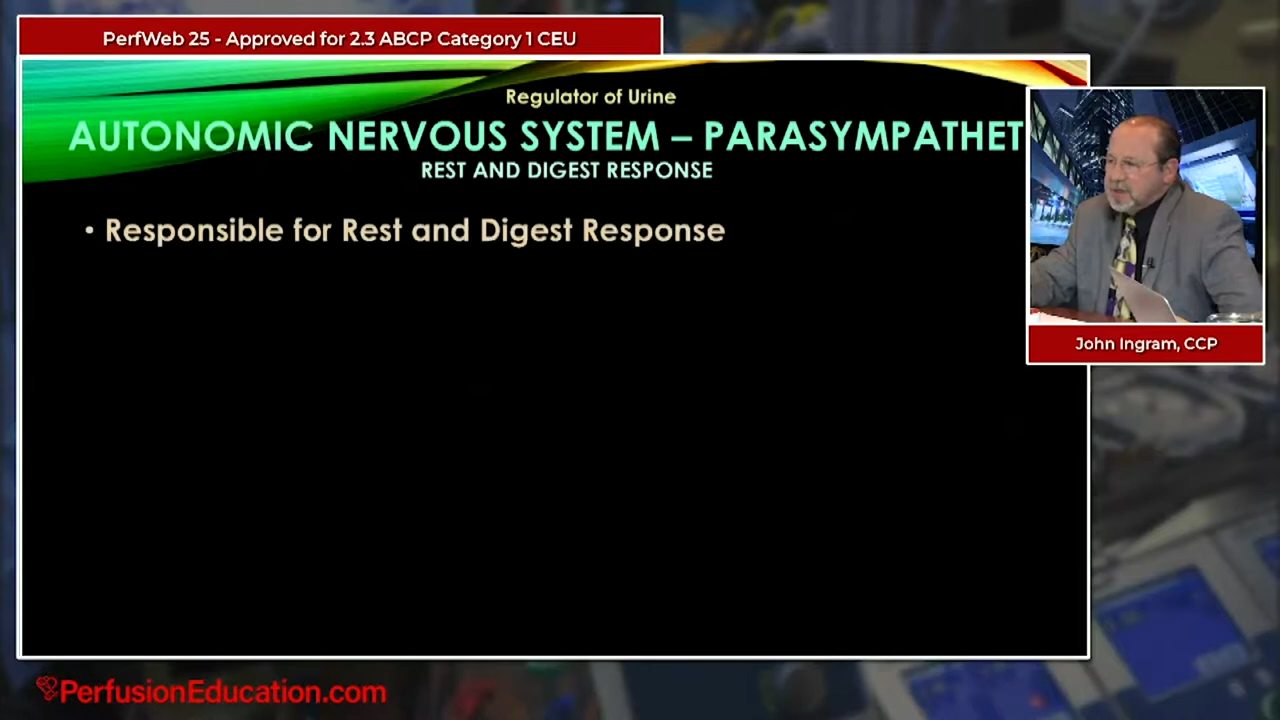 PerfWeb 25 - Approved for 2.3 ABCP Category 1 CEU
Regulator of Urine
AUTONOMIC NERVOUS SYSTEM – PARASYMPATHET
REST AND DIGEST RESPONSE
• Responsible for Rest and Digest Response
John Ingram, CCP
PerfusionEducation.com